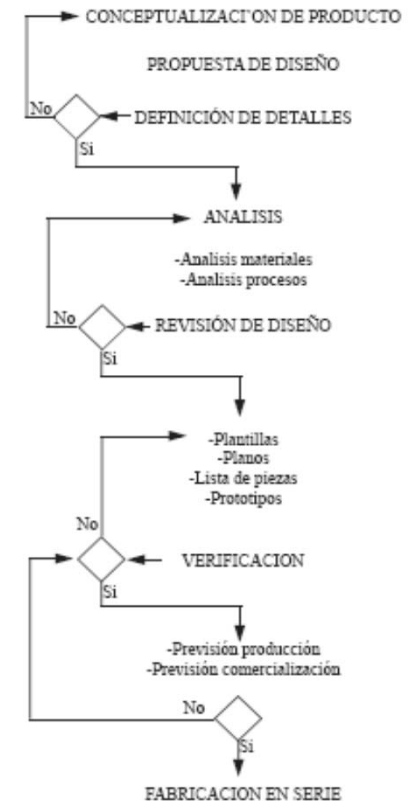 CONCEPTUALIZACI'ON DE PRODUCTO
PROPUESTA DE DISEÑO
No
DEFINICIÓN DE DETALLES
Si
ANALISIS
-Analisis materiales
-Analisis procesos
No
REVISIÓN DE DISEÑO
Si
-Plantillas
-Planos
-Lista de piezas
-Prototipos
No
VERIFICACION
Si
-Previsión producción
-Previsión comercialización
No
Si
FABRICACION EN SERIE